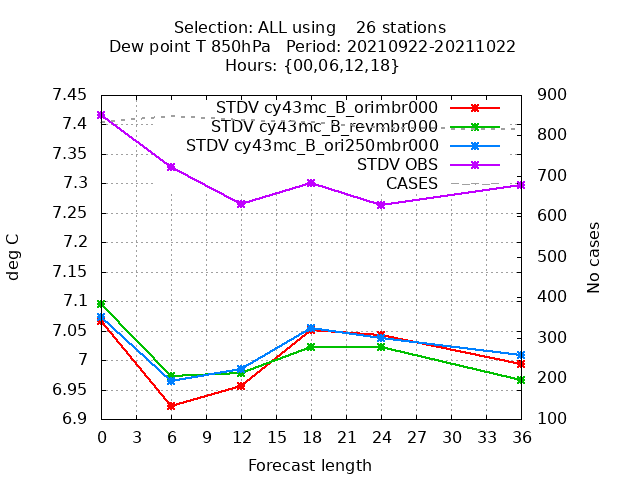 Selection: ALL using    26 stations
Dew point T 850hPa   Period: 20210922-20211022
Hours: {00,06,12,18}
7.45
7.4
7.35
7.3
7.25
7.2
7.15
7.1
7.05
7
6.95
6.9
deg C
STDV cy43mc_B_orimbr000
STDV cy43mc_B_revmbr000
STDV cy43mc_B_ori250mbr000
STDV OBS
CASES
900
800
700
600
500
400
300
200
100
No cases
0 3 6 9 12 15 18 21 24 27 30 33 36
Forecast length